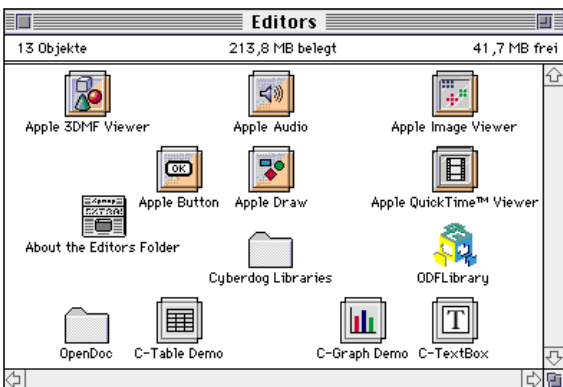 Editors
13 Objekte 213,8 MB belegt 41,7 MB frei
Apple 3DMF Viewer Apple Audio Apple Image Viewer
OK
Apple Button Apple Draw Apple QuickTime™ Viewer
EXTRA!
About the Editors Folder
Cyberdog Libraries ODFLibrary
T
OpenDoc C-Table Demo C-Graph Demo C-TextBox